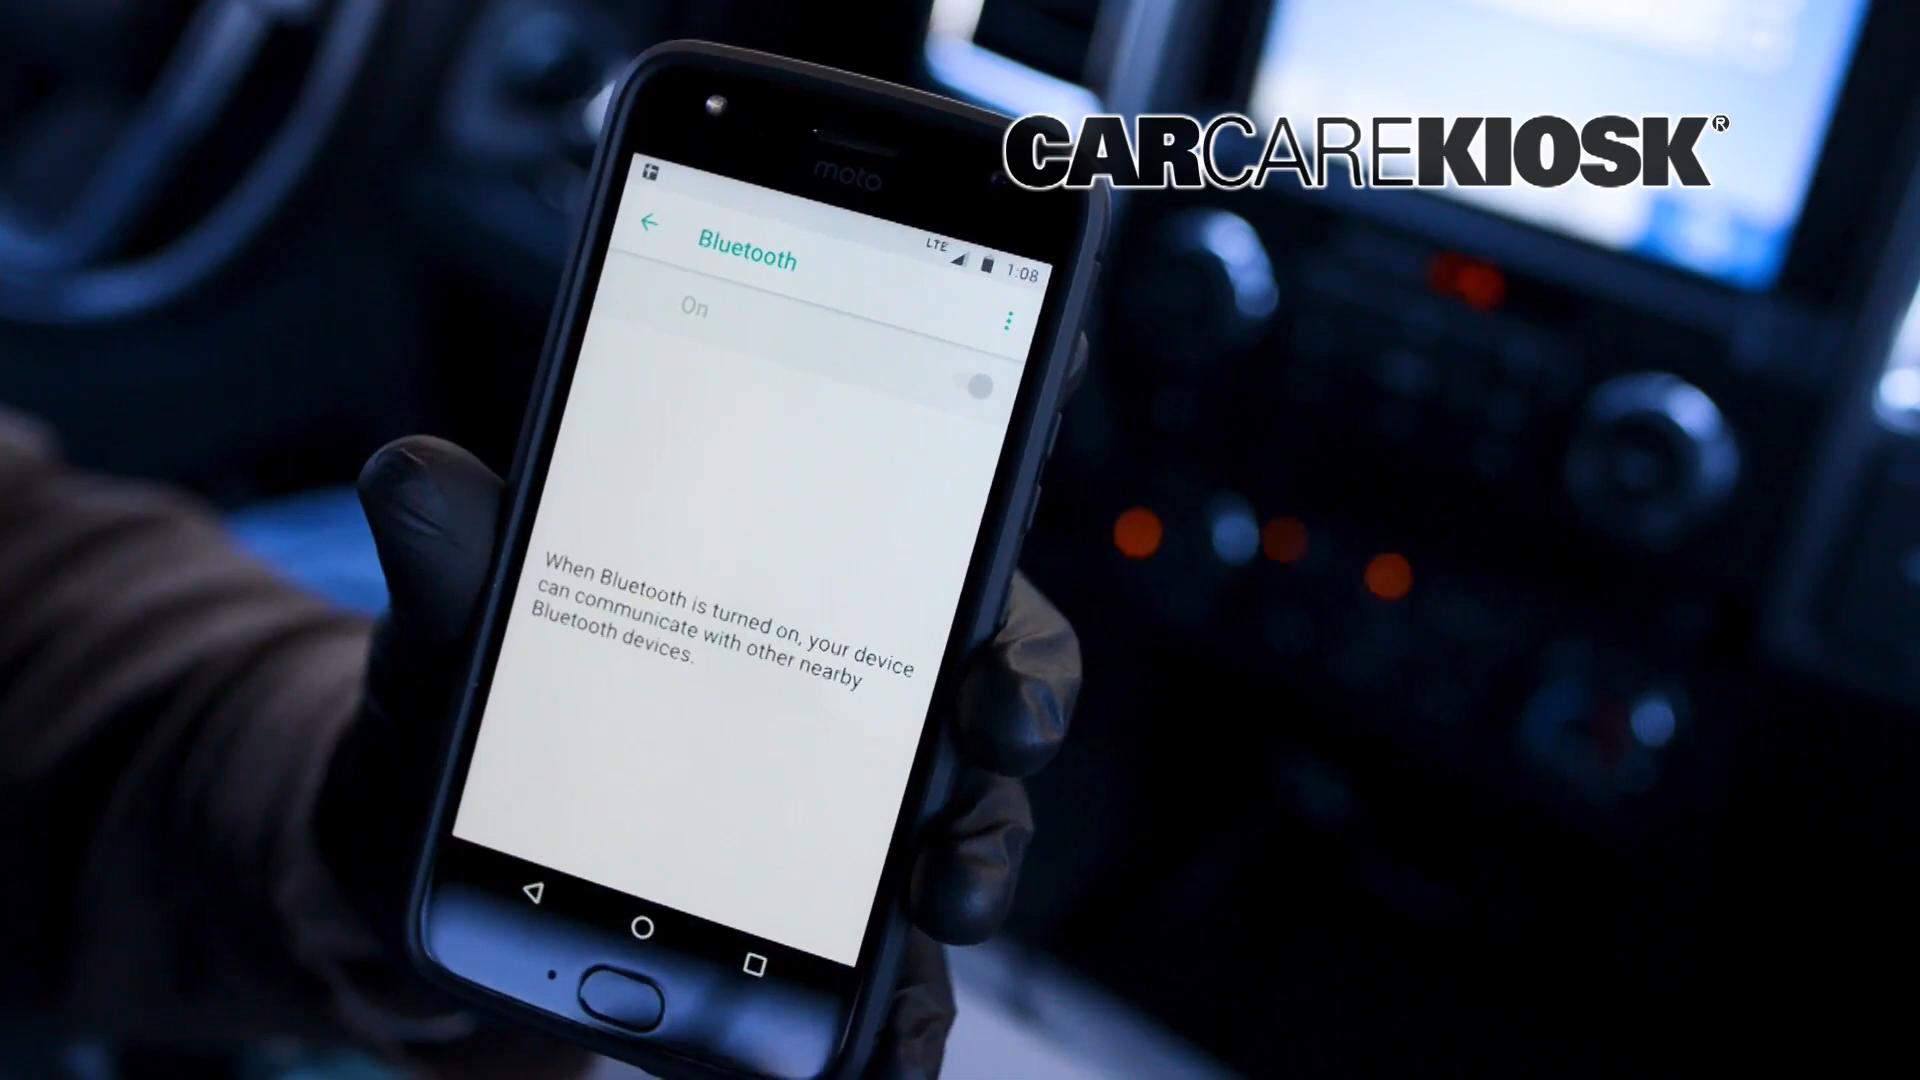 CARCAREKIOSK®
moto
LTE 1:08
Bluetooth
On
When Bluetooth is turned on, your device
can communicate with other nearby
Bluetooth devices.